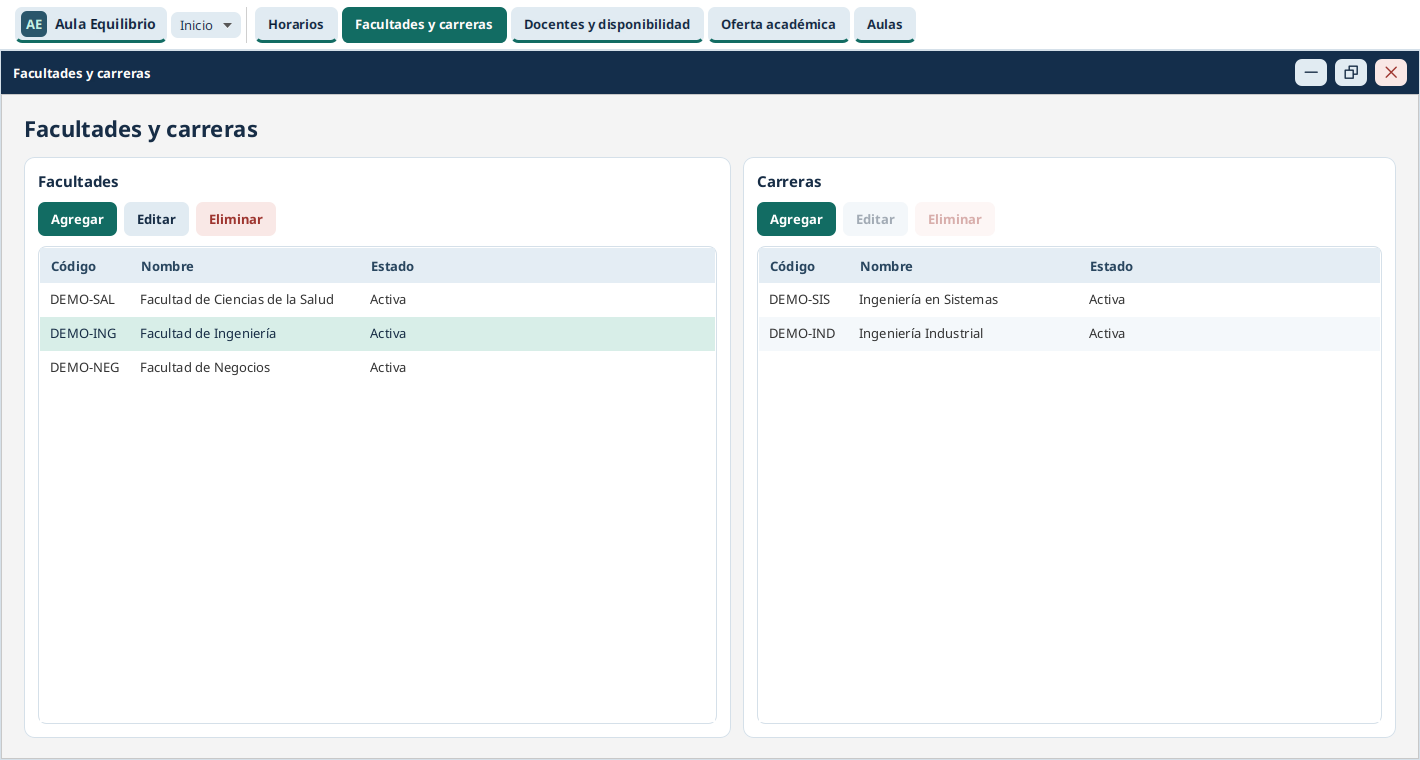 AE Aula Equilibrio Inicio Horarios Facultades y carreras Docentes y disponibilidad Oferta académica Aulas
Facultades y carreras
Facultades y carreras
Facultades
Agregar Editar Eliminar
Código Nombre Estado
DEMO-SAL Facultad de Ciencias de la Salud Activa
DEMO-ING Facultad de Ingeniería Activa
DEMO-NEG Facultad de Negocios Activa
Carreras
Agregar Editar Eliminar
Código Nombre Estado
DEMO-SIS Ingeniería en Sistemas Activa
DEMO-IND Ingeniería Industrial Activa